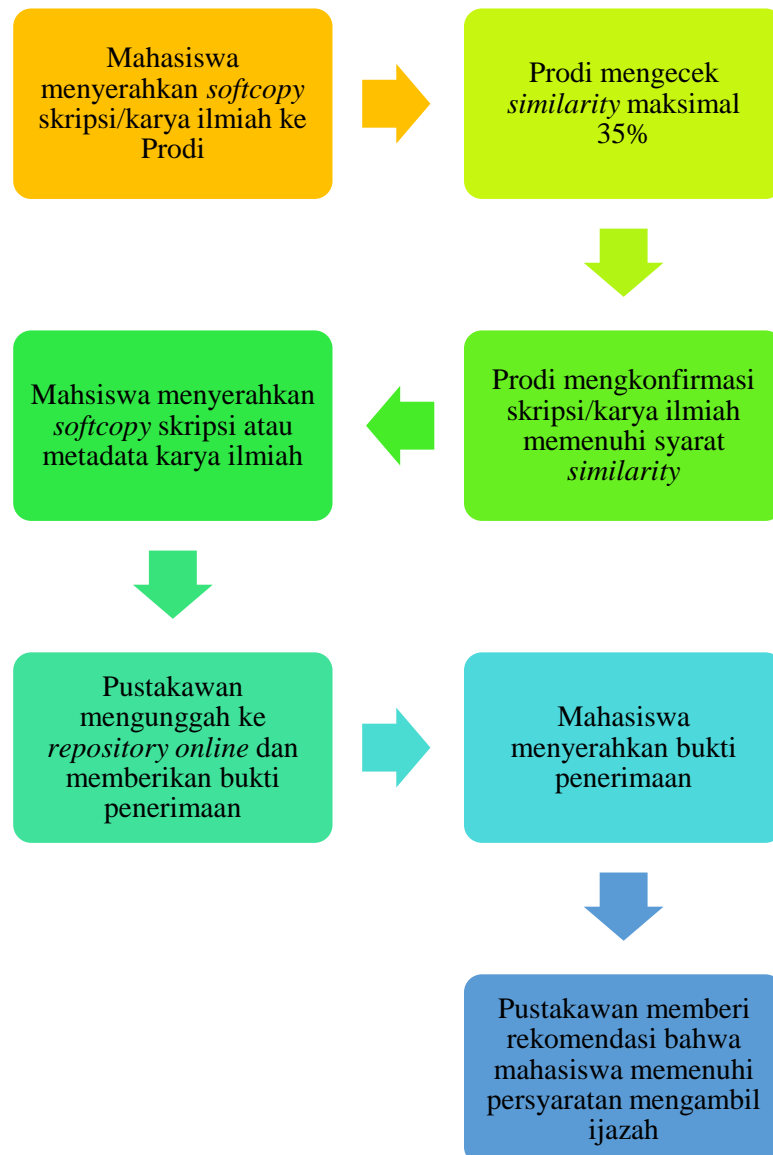 Mahasiswa
menyerahkan softcopy
skripsi/karya ilmiah ke
Prodi
Prodi mengecek
similarity maksimal
35%
Prodi mengkonfirmasi
skripsi/karya ilmiah
memenuhi syarat
similarity
Mahsiswa menyerahkan
softcopy skripsi atau
metadata karya ilmiah
Pustakawan
mengunggah ke
repository online dan
memberikan bukti
penerimaan
Mahasiswa
menyerahkan bukti
penerimaan
Pustakawan memberi
rekomendasi bahwa
mahasiswa memenuhi
persyaratan mengambil
ijazah